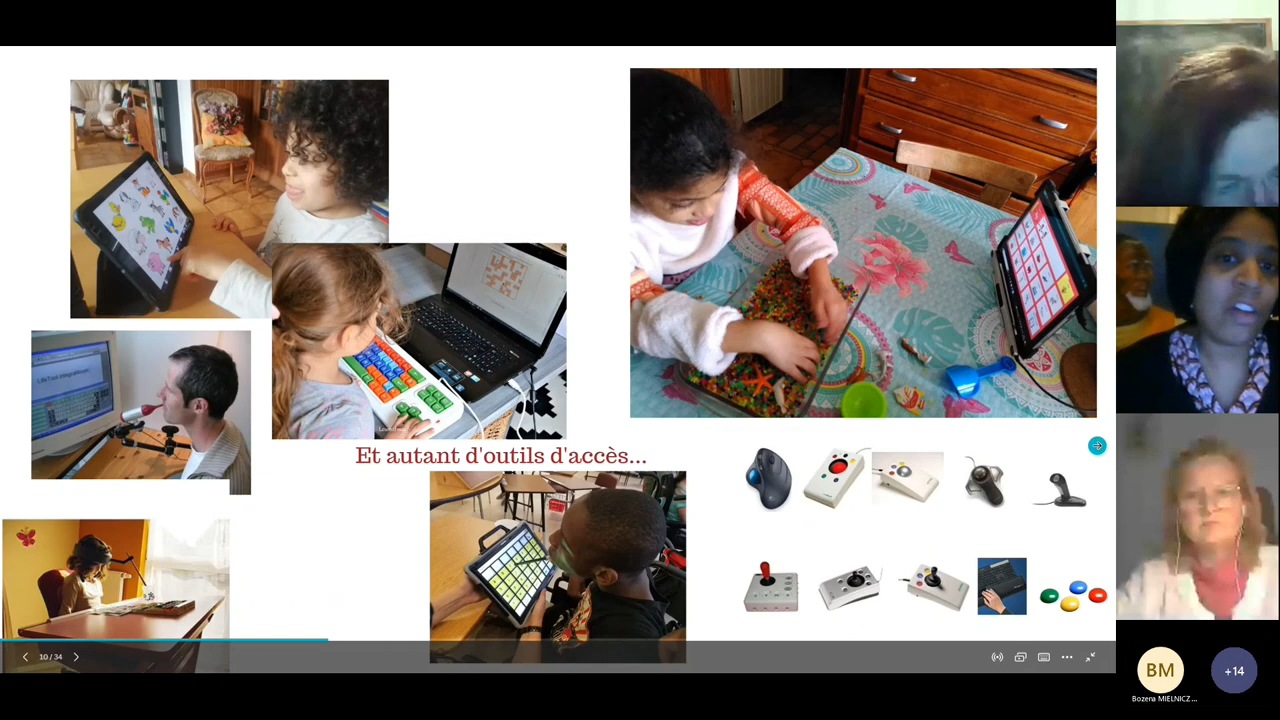 Et autant d'outils d'accès...
10 / 34
BM
+14
Bozena MIELNICZ...